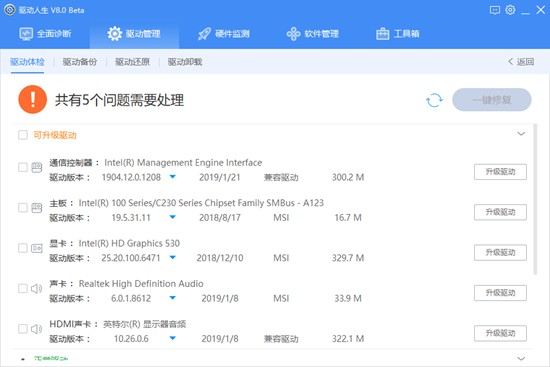 驱动人生 V8.0 Beta
全面诊断 驱动管理 硬件监测 软件管理 工具箱
驱动体检 驱动备份 驱动还原 驱动卸载 返回
共有5个问题需要处理 一键修复
可升级驱动
通信控制器： Intel(R) Management Engine Interface
驱动版本： 1904.12.0.1208 2019/1/21 兼容驱动 300.2 M 升级驱动
主板： Intel(R) 100 Series/C230 Series Chipset Family SMBus - A123
驱动版本： 19.5.31.11 2018/8/17 MSI 16.7 M 升级驱动
显卡： Intel(R) HD Graphics 530
驱动版本： 25.20.100.6471 2018/12/10 MSI 329.7 M 升级驱动
声卡： Realtek High Definition Audio
驱动版本： 6.0.1.8612 2019/1/8 MSI 33.9 M 升级驱动
HDMI声卡： 英特尔(R) 显示器音频
驱动版本： 10.26.0.6 2019/1/8 兼容驱动 322.1 M 升级驱动